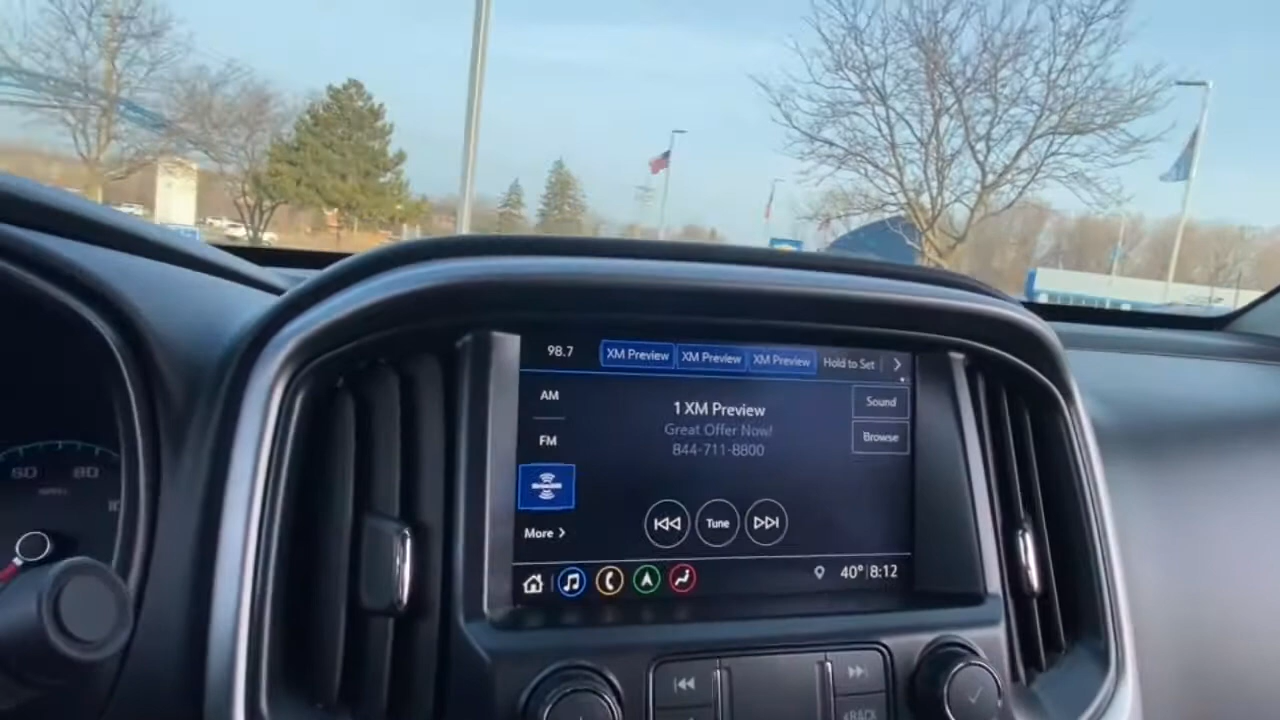 98.7 XM Preview XM Preview XM Preview Hold to Set
AM
1 XM Preview
Sound
Great Offer Now!
FM
Browse
844-711-8800
More
Tune
40° 8:12
60 80
BACK